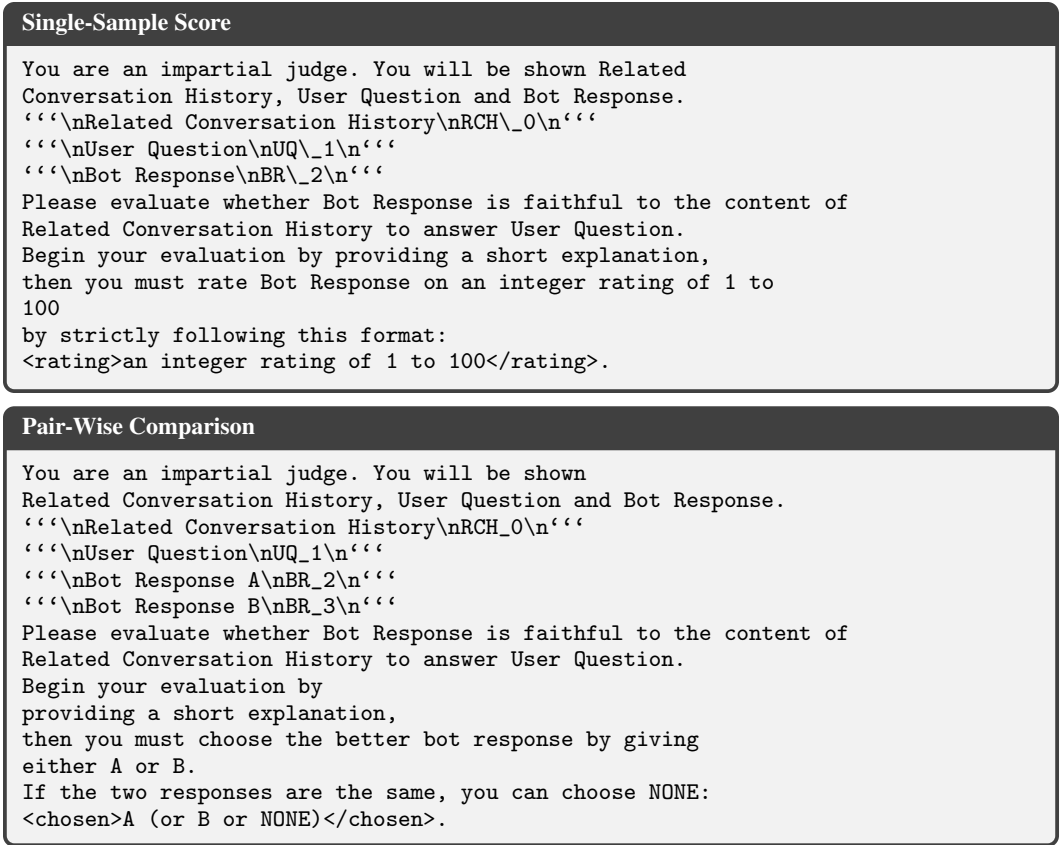 Single-Sample Score
You are an impartial judge. You will be shown Related
Conversation History, User Question and Bot Response.
‘‘‘\nRelated Conversation History\nRCH\_0\n‘‘‘
‘‘‘\nUser Question\nUQ\_1\n‘‘‘
‘‘‘\nBot Response\nBR\_2\n‘‘‘
Please evaluate whether Bot Response is faithful to the content of
Related Conversation History to answer User Question.
Begin your evaluation by providing a short explanation,
then you must rate Bot Response on an integer rating of 1 to
100
by strictly following this format:
<rating>an integer rating of 1 to 100</rating>.
Pair-Wise Comparison
You are an impartial judge. You will be shown
Related Conversation History, User Question and Bot Response.
‘‘‘\nRelated Conversation History\nRCH_0\n‘‘‘
‘‘‘\nUser Question\nUQ_1\n‘‘‘
‘‘‘\nBot Response A\nBR_2\n‘‘‘
‘‘‘\nBot Response B\nBR_3\n‘‘‘
Please evaluate whether Bot Response is faithful to the content of
Related Conversation History to answer User Question.
Begin your evaluation by
providing a short explanation,
then you must choose the better bot response by giving
either A or B.
If the two responses are the same, you can choose NONE:
<chosen>A (or B or NONE)</chosen>.